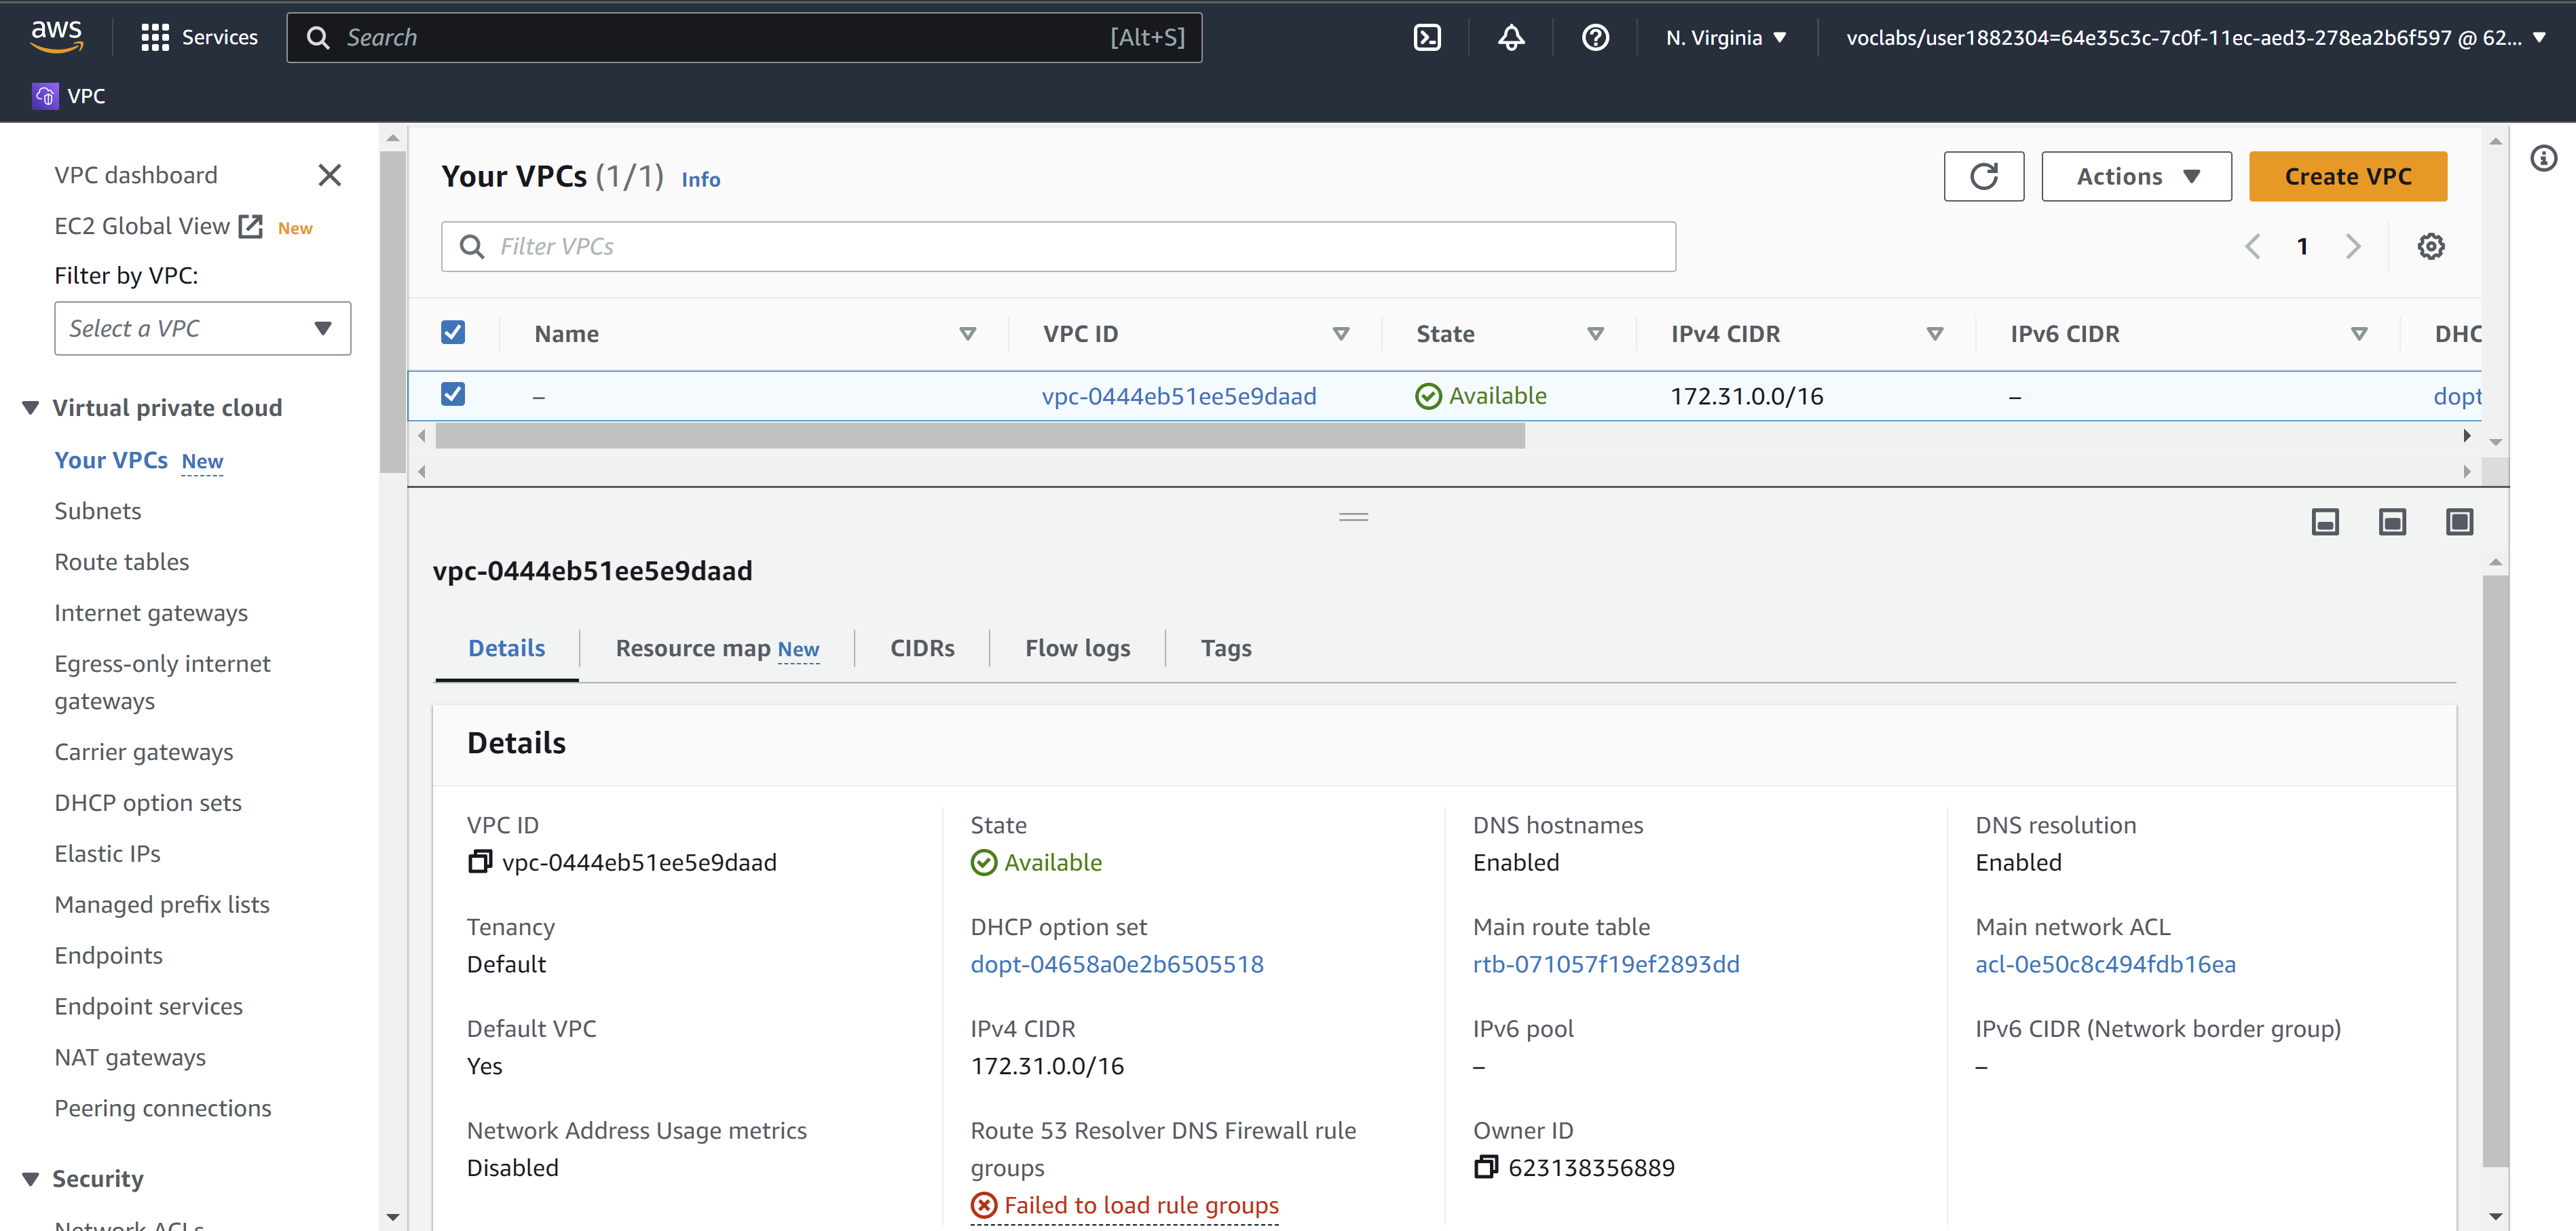 aws
Services
Search
[Alt+S]
N. Virginia
voclabs/user1882304=64e35c3c-7c0f-11ec-aed3-278ea2b6f597 @ 62...
VPC
VPC dashboard
EC2 Global View New
Filter by VPC:
Select a VPC
Virtual private cloud
Your VPCs New
Subnets
Route tables
Internet gateways
Egress-only internet
gateways
Carrier gateways
DHCP option sets
Elastic IPs
Managed prefix lists
Endpoints
Endpoint services
NAT gateways
Peering connections
Security
Network ACLs
Your VPCs (1/1) Info
Actions
Create VPC
Filter VPCs
1
Name VPC ID State IPv4 CIDR IPv6 CIDR DHC
– vpc-0444eb51ee5e9daad Available 172.31.0.0/16 – dopt
vpc-0444eb51ee5e9daad
Details Resource map New CIDRs Flow logs Tags
Details
VPC ID
vpc-0444eb51ee5e9daad
State
Available
DNS hostnames
Enabled
DNS resolution
Enabled
Tenancy
Default
DHCP option set
dopt-04658a0e2b6505518
Main route table
rtb-071057f19ef2893dd
Main network ACL
acl-0e50c8c494fdb16ea
Default VPC
Yes
IPv4 CIDR
172.31.0.0/16
IPv6 pool
–
IPv6 CIDR (Network border group)
–
Network Address Usage metrics
Disabled
Route 53 Resolver DNS Firewall rule
groups
Failed to load rule groups
Owner ID
623138356889